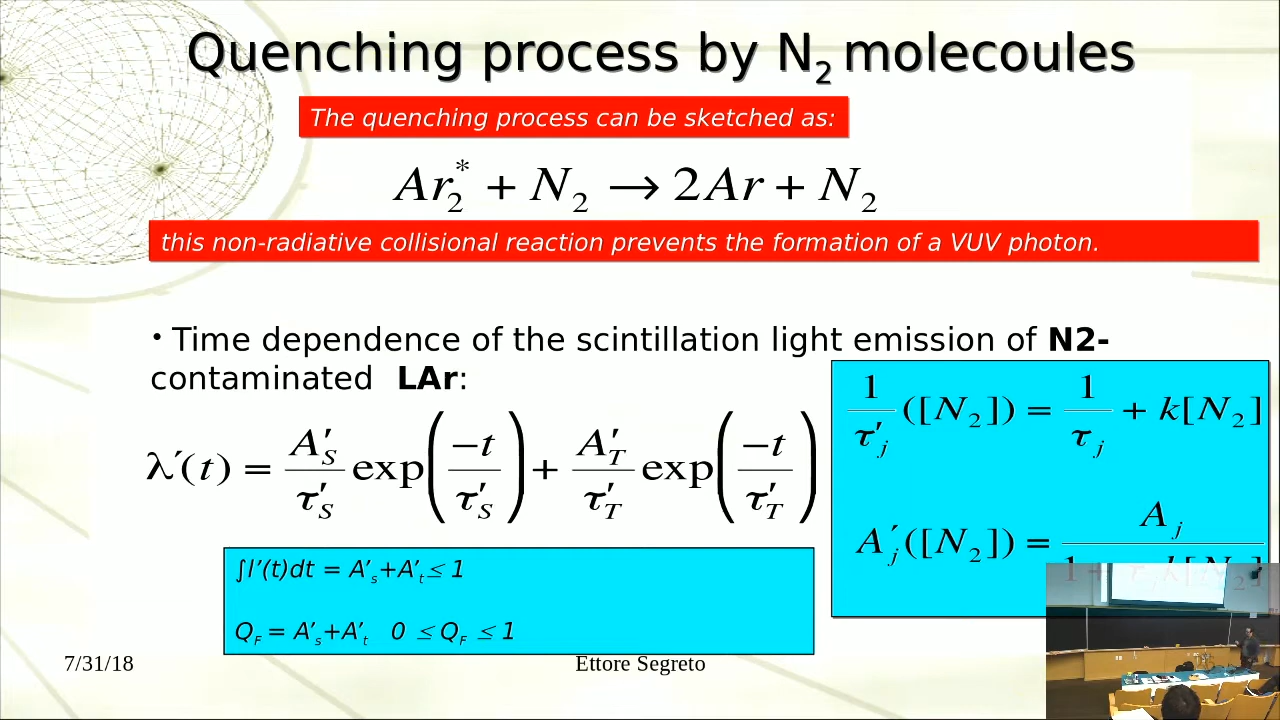 Quenching process by N2 molecoules
The quenching process can be sketched as:
Ar2* + N2 → 2Ar + N2
this non-radiative collisional reaction prevents the formation of a VUV photon.
• Time dependence of the scintillation light emission of N2-
contaminated LAr:
λ′(t) = A′S/τ′S exp(−t/τ′S) + A′T/τ′T exp(−t/τ′T)
1/τ′j ([N2]) = 1/τj + k[N2]
A′j([N2]) = Aj
∫l’(t)dt = A’s+A’t ≤ 1
QF = A’s+A’t 0 ≤ QF ≤ 1
7/31/18
Ettore Segreto